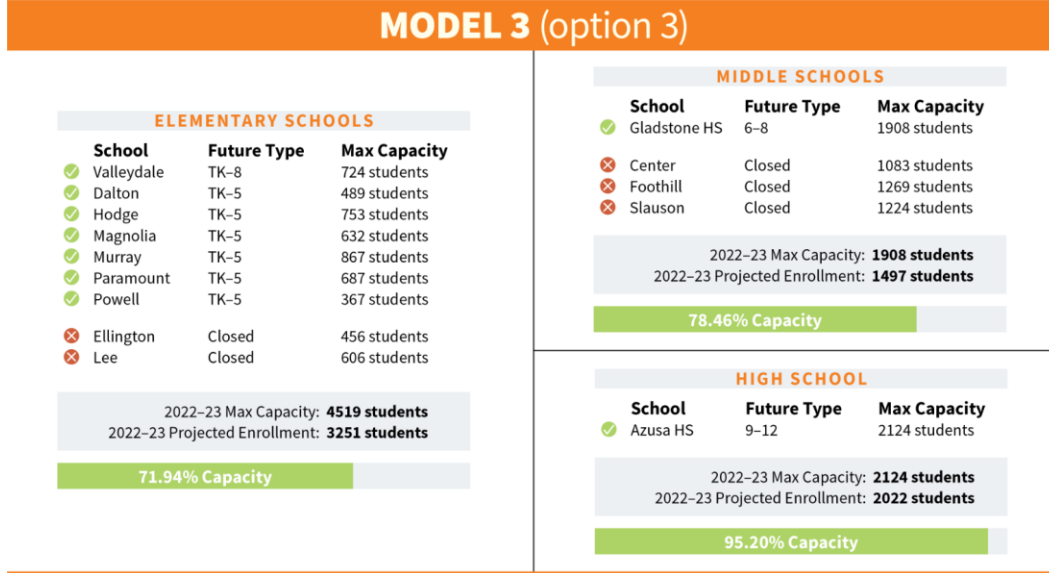 MODEL 3 (option 3)
ELEMENTARY SCHOOLS
School Future Type Max Capacity
Valleydale TK–8 724 students
Dalton TK–5 489 students
Hodge TK–5 753 students
Magnolia TK–5 632 students
Murray TK–5 867 students
Paramount TK–5 687 students
Powell TK–5 367 students
Ellington Closed 456 students
Lee Closed 606 students
2022–23 Max Capacity: 4519 students
2022–23 Projected Enrollment: 3251 students
71.94% Capacity
MIDDLE SCHOOLS
School Future Type Max Capacity
Gladstone HS 6–8 1908 students
Center Closed 1083 students
Foothill Closed 1269 students
Slauson Closed 1224 students
2022–23 Max Capacity: 1908 students
2022–23 Projected Enrollment: 1497 students
78.46% Capacity
HIGH SCHOOL
School Future Type Max Capacity
Azusa HS 9–12 2124 students
2022–23 Max Capacity: 2124 students
2022–23 Projected Enrollment: 2022 students
95.20% Capacity